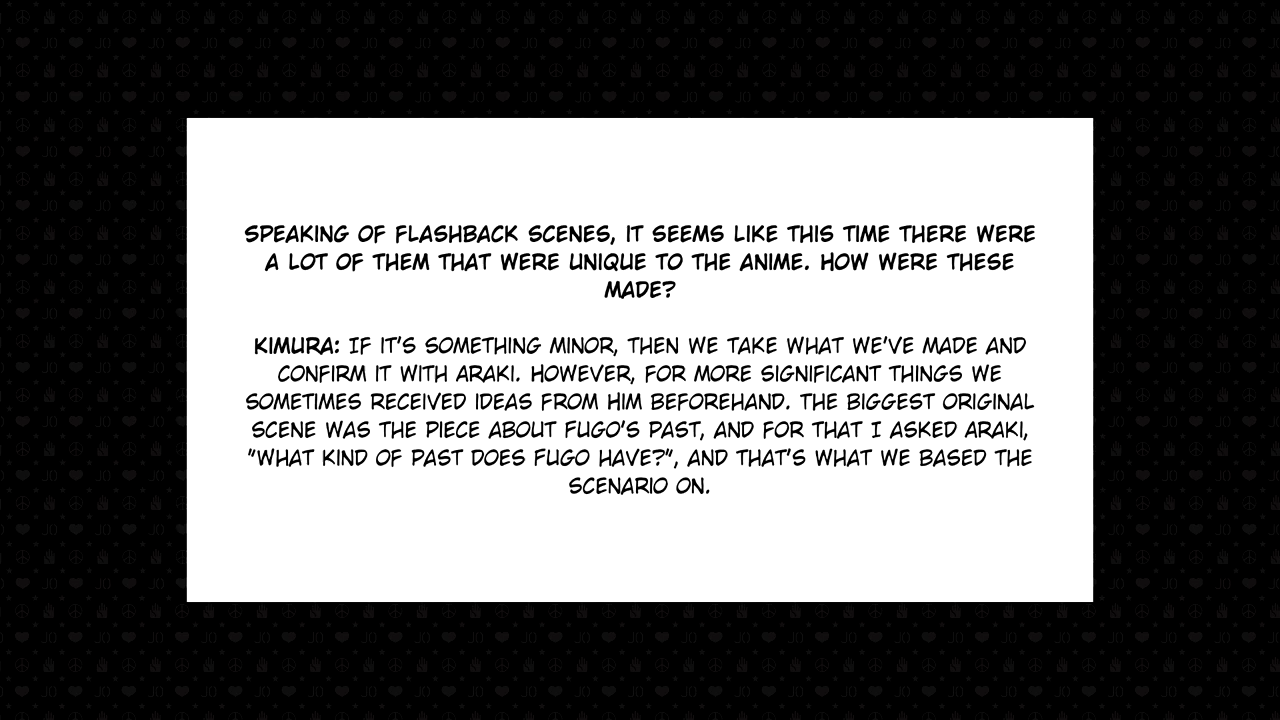 SPEAKING OF FLASHBACK SCENES, IT SEEMS LIKE THIS TIME THERE WERE
A LOT OF THEM THAT WERE UNIQUE TO THE ANIME. HOW WERE THESE
MADE?
KIMURA: IF IT'S SOMETHING MINOR, THEN WE TAKE WHAT WE'VE MADE AND
CONFIRM IT WITH ARAKI. HOWEVER, FOR MORE SIGNIFICANT THINGS WE
SOMETIMES RECEIVED IDEAS FROM HIM BEFOREHAND. THE BIGGEST ORIGINAL
SCENE WAS THE PIECE ABOUT FUGO'S PAST, AND FOR THAT I ASKED ARAKI,
"WHAT KIND OF PAST DOES FUGO HAVE?", AND THAT'S WHAT WE BASED THE
SCENARIO ON.